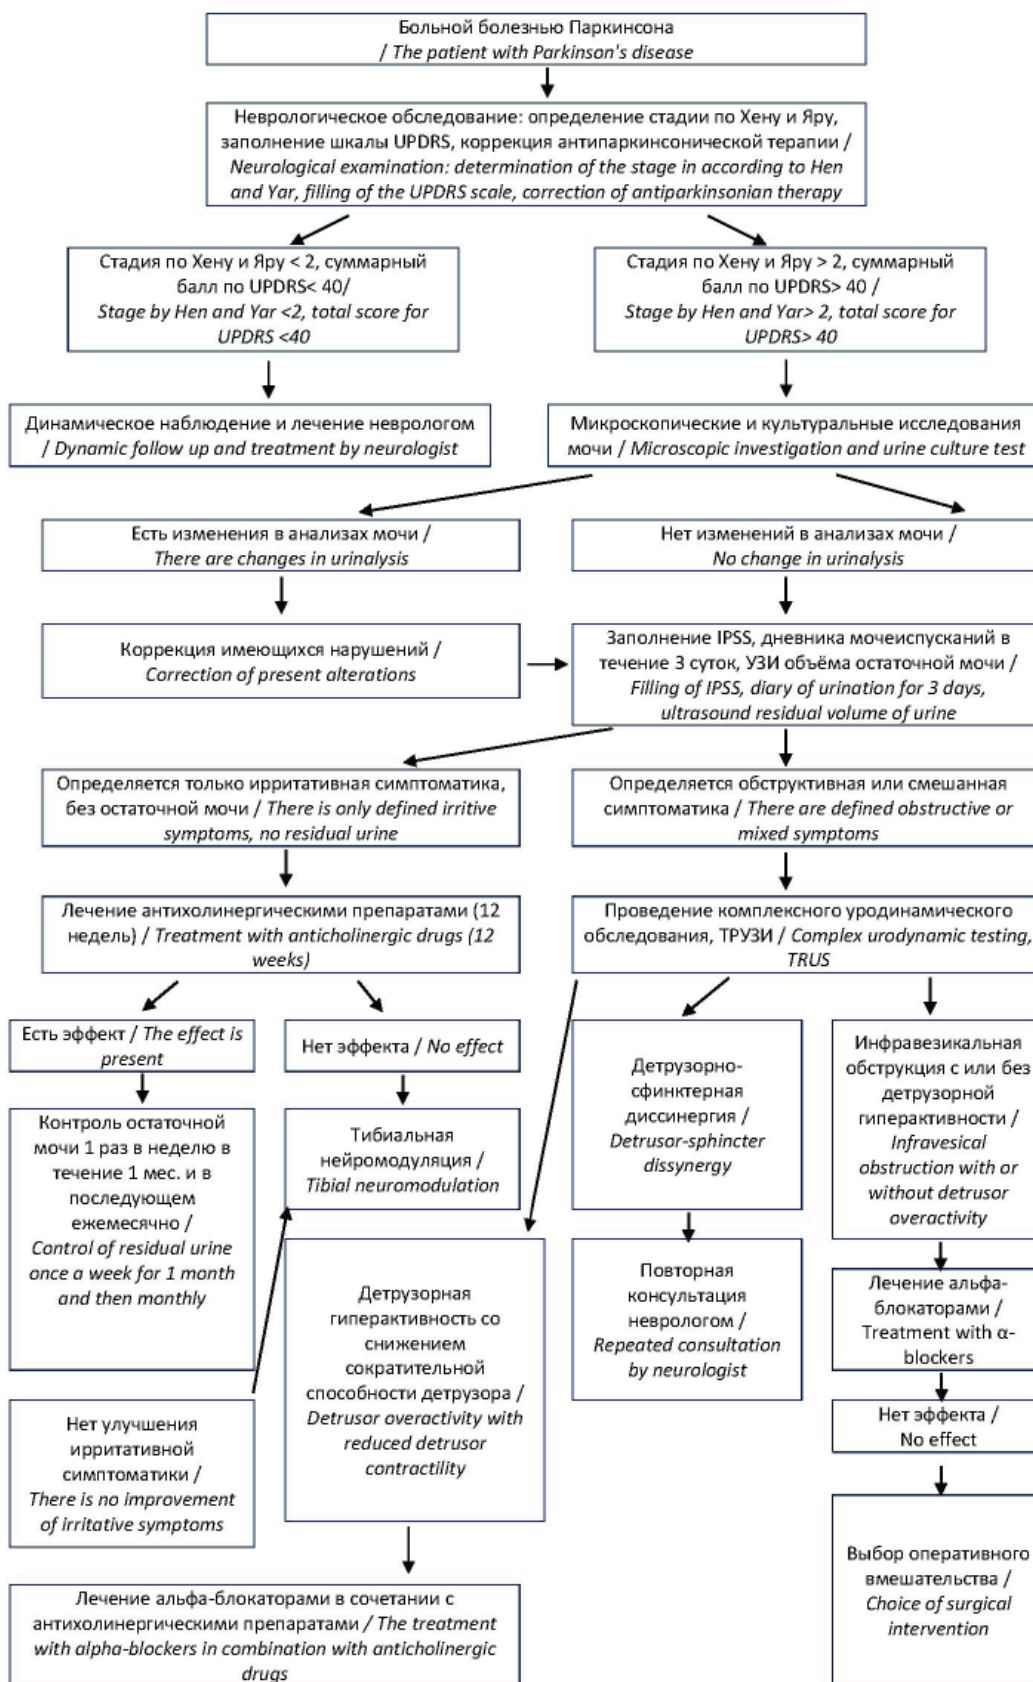 Больной болезнью Паркинсона
/ The patient with Parkinson's disease
Неврологическое обследование: определение стадии по Хену и Яру,
заполнение шкалы UPDRS, коррекция антипаркинсонической терапии /
Neurological examination: determination of the stage in according to Hen
and Yar, filling of the UPDRS scale, correction of antiparkinsonian therapy
Стадия по Хену и Яру < 2, суммарный
балл по UPDRS< 40/
Stage by Hen and Yar <2, total score for
UPDRS <40
Стадия по Хену и Яру > 2, суммарный
балл по UPDRS> 40 /
Stage by Hen and Yar> 2, total score for
UPDRS> 40
Динамическое наблюдение и лечение неврологом
/ Dynamic follow up and treatment by neurologist
Микроскопические и культуральные исследования
мочи / Microscopic investigation and urine culture test
Есть изменения в анализах мочи /
There are changes in urinalysis
Нет изменений в анализах мочи /
No change in urinalysis
Коррекция имеющихся нарушений /
Correction of present alterations
Заполнение IPSS, дневника мочеиспусканий в
течение 3 суток, УЗИ объёма остаточной мочи /
Filling of IPSS, diary of urination for 3 days,
ultrasound residual volume of urine
Определяется только ирритативная симптоматика,
без остаточной мочи / There is only defined irritive
symptoms, no residual urine
Определяется обструктивная или смешанная
симптоматика / There are defined obstructive or
mixed symptoms
Лечение антихолинергическими препаратами (12
недель) / Treatment with anticholinergic drugs (12
weeks)
Проведение комплексного уродинамического
обследования, ТРУЗИ / Complex urodynamic testing,
TRUS
Есть эффект / The effect is
present
Нет эффекта / No effect
Детрузорно-
сфинктерная
диссинергия /
Detrusor-sphincter
dissynergy
Инфравезикальная
обструкция с или без
детрузорной
гиперактивности /
Infravesical
obstruction with or
without detrusor
overactivity
Контроль остаточной
мочи 1 раз в неделю в
течение 1 мес. и в
последующем
ежемесячно /
Control of residual urine
once a week for 1 month
and then monthly
Тибиальная
нейромодуляция /
Tibial neuromodulation
Детрузорная
гиперактивность со
снижением
сократительной
способности детрузора /
Detrusor overactivity with
reduced detrusor
contractility
Повторная
консультация
неврологом /
Repeated consultation
by neurologist
Лечение альфа-
блокаторами /
Treatment with α-
blockers
Нет улучшения
ирритативной
симптоматики /
There is no improvement
of irritative symptoms
Нет эффекта /
No effect
Лечение альфа-блокаторами в сочетании с
антихолинергическими препаратами / The treatment
with alpha-blockers in combination with anticholinergic
drugs
Выбор оперативного
вмешательства /
Choice of surgical
intervention